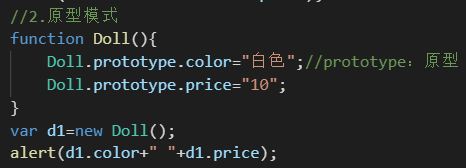 //2.原型模式
function Doll(){
    Doll.prototype.color="白色";//prototype：原型
    Doll.prototype.price="10";
}
var d1=new Doll();
alert(d1.color+" "+d1.price);